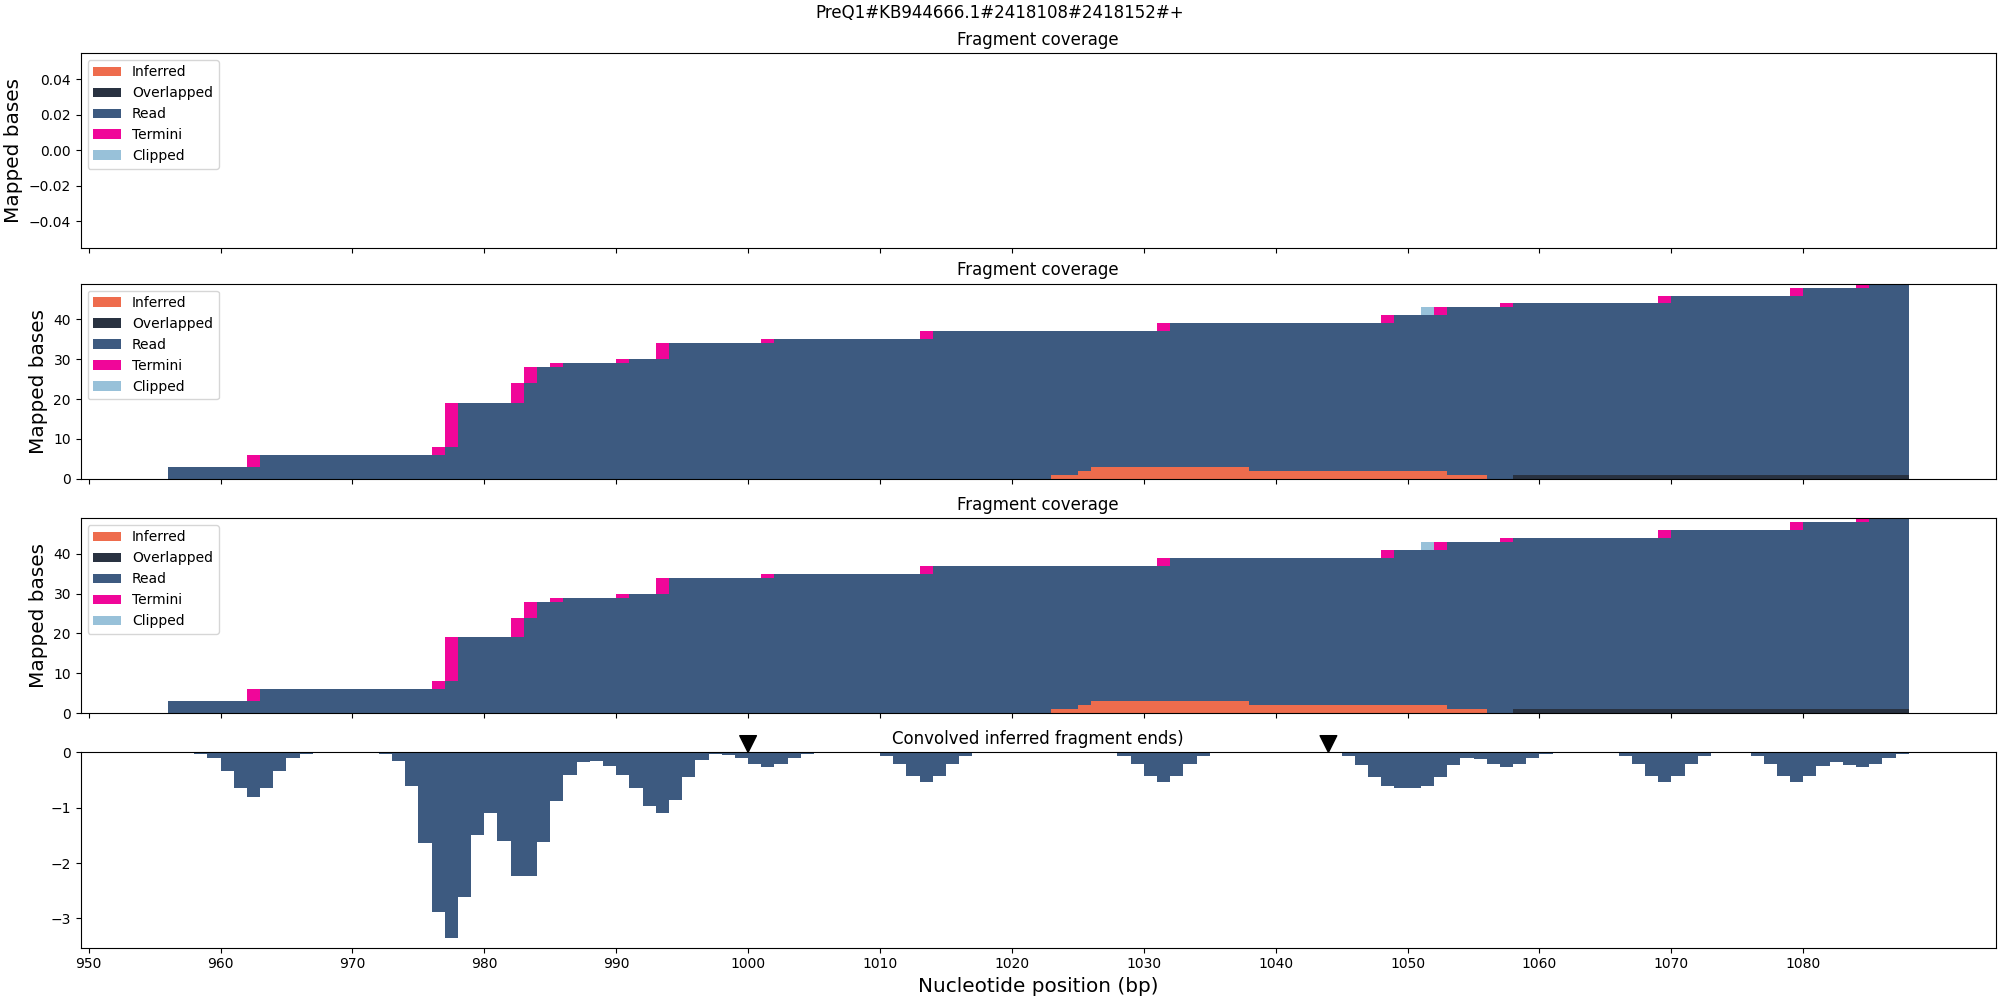 PreQ1#KB944666.1#2418108#2418152#+
Fragment coverage
Mapped bases
0.04
0.02
0.00
−0.02
−0.04
Inferred
Overlapped
Read
Termini
Clipped
Fragment coverage
Mapped bases
40
30
20
10
0
Inferred
Overlapped
Read
Termini
Clipped
Fragment coverage
Mapped bases
40
30
20
10
0
Inferred
Overlapped
Read
Termini
Clipped
Convolved inferred fragment ends)
0
−1
−2
−3
950 960 970 980 990 1000 1010 1020 1030 1040 1050 1060 1070 1080
Nucleotide position (bp)